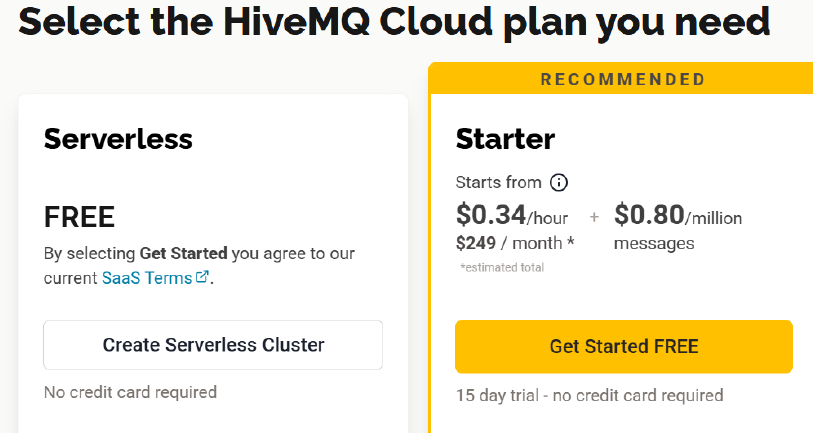 Select the HiveMQ Cloud plan you need
Serverless
FREE
By selecting Get Started you agree to our
current SaaS Terms.
Create Serverless Cluster
No credit card required
RECOMMENDED
Starter
Starts from
$0.34/hour + $0.80/million
$249 / month * messages
*estimated total
Get Started FREE
15 day trial - no credit card required